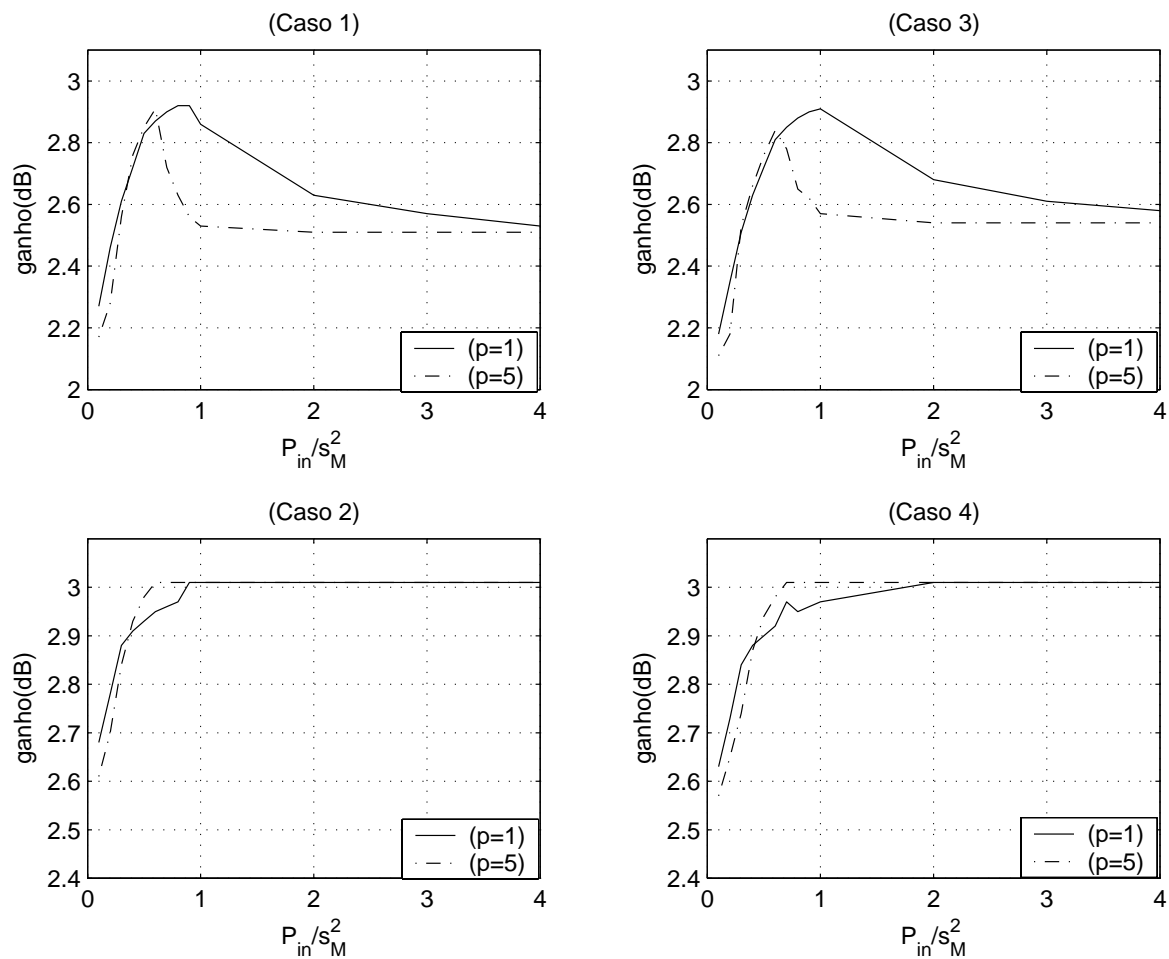 (Caso 1)
3
2.8
2.6
2.4
2.2
2
ganho(dB)
0 1 2 3 4
P_in/s_M^2
(p=1)
(p=5)
(Caso 3)
3
2.8
2.6
2.4
2.2
2
ganho(dB)
0 1 2 3 4
P_in/s_M^2
(p=1)
(p=5)
(Caso 2)
3
2.9
2.8
2.7
2.6
2.5
2.4
ganho(dB)
0 1 2 3 4
P_in/s_M^2
(p=1)
(p=5)
(Caso 4)
3
2.9
2.8
2.7
2.6
2.5
2.4
ganho(dB)
0 1 2 3 4
P_in/s_M^2
(p=1)
(p=5)